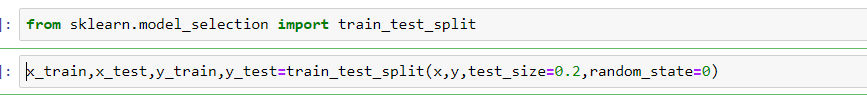 ]: from sklearn.model_selection import train_test_split
]: x_train,x_test,y_train,y_test=train_test_split(x,y,test_size=0.2,random_state=0)